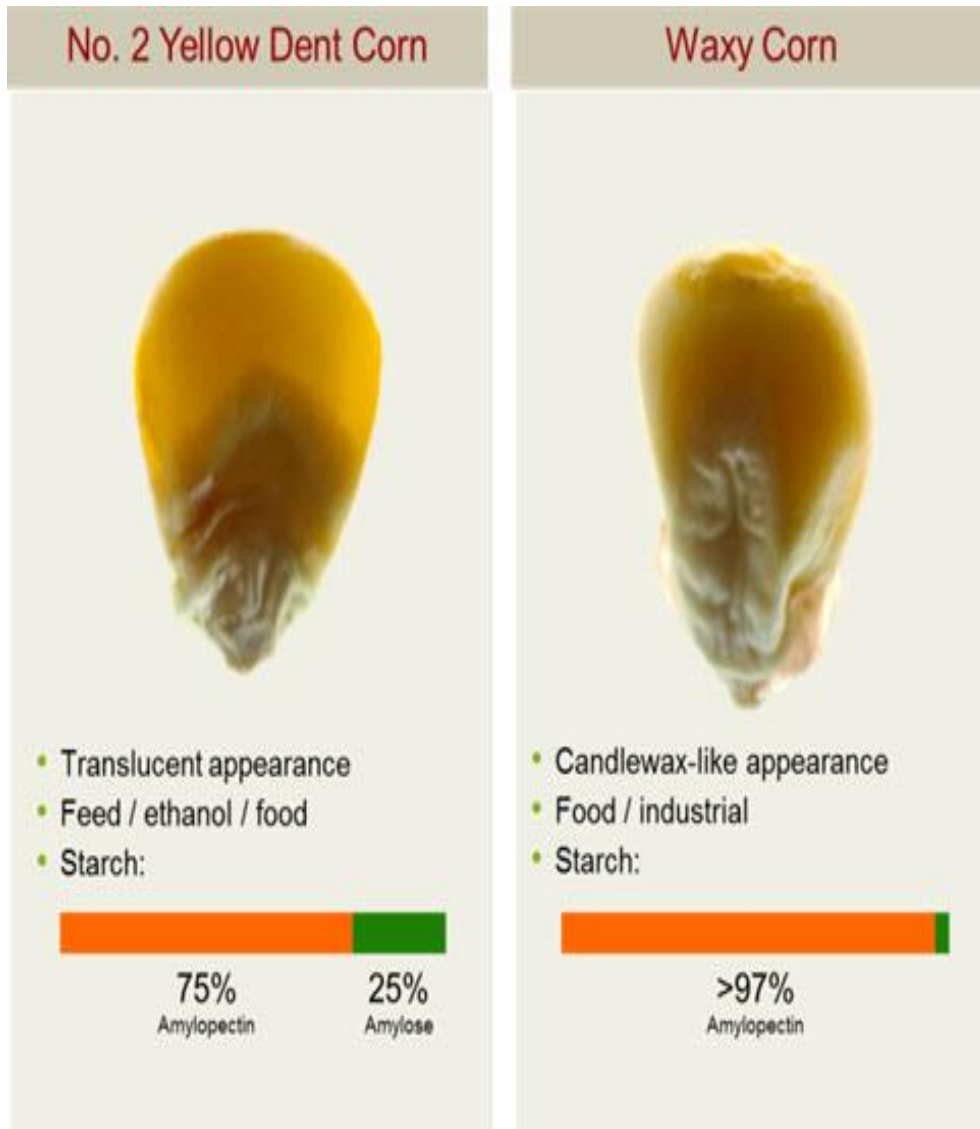 No. 2 Yellow Dent Corn
• Translucent appearance
• Feed / ethanol / food
• Starch:
75% 25%
Amylopectin Amylose
Waxy Corn
• Candlewax-like appearance
• Food / industrial
• Starch:
>97%
Amylopectin